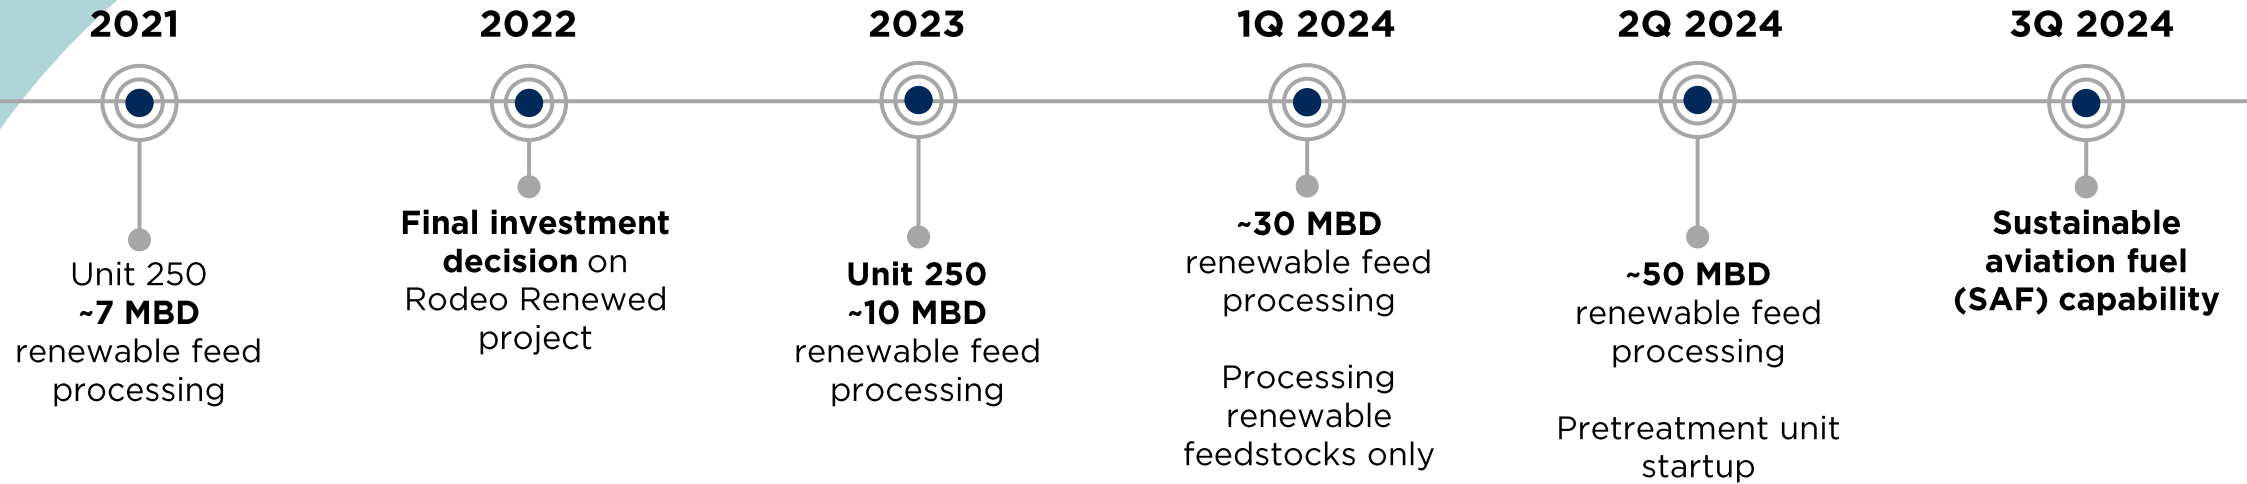 2021
Unit 250
~7 MBD
renewable feed
processing
2022
Final investment
decision on
Rodeo Renewed
project
2023
Unit 250
~10 MBD
renewable feed
processing
1Q 2024
~30 MBD
renewable feed
processing
Processing
renewable
feedstocks only
2Q 2024
~50 MBD
renewable feed
processing
Pretreatment unit
startup
3Q 2024
Sustainable
aviation fuel
(SAF) capability